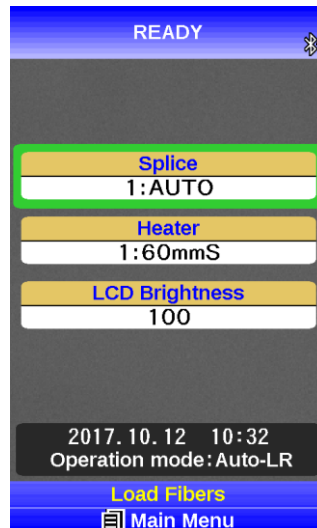 READY
Splice
1:AUTO
Heater
1:60mmS
LCD Brightness
100
2017.10.12 10:32
Operation mode:Auto-LR
Load Fibers
Main Menu